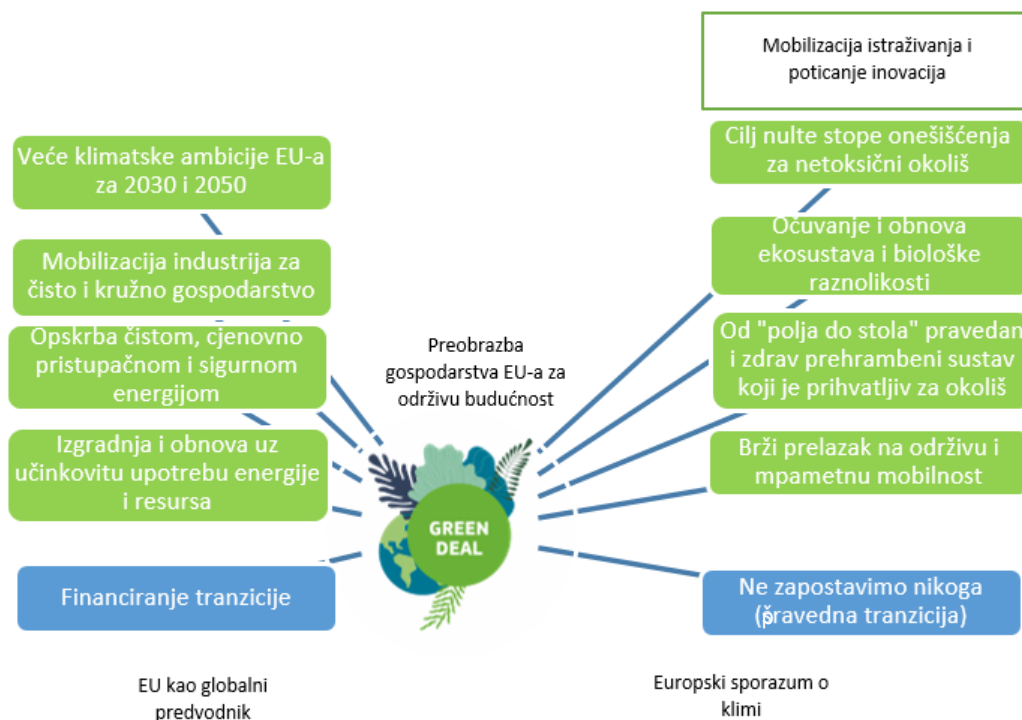 Mobilizacija istraživanja i
poticanje inovacija
Veće klimatske ambicije EU-a
za 2030 i 2050
Cilj nulte stope onešišćenja
za netoksični okoliš
Mobilizacija industrija za
čisto i kružno gospodarstvo
Očuvanje i obnova
ekosustava i biološke
raznolikosti
Opskrba čistom, cjenovno
pristupačnom i sigurnom
energijom
Preobrazba
gospodarstva EU-a za
održivu budućnost
Od "polja do stola" pravedan
i zdrav prehrambeni sustav
koji je prihvatljiv za okoliš
Izgradnja i obnova uz
učinkovitu upotrebu energije
i resursa
Brži prelazak na održivu i
mpametnu mobilnost
GREEN
DEAL
Financiranje tranzicije
Ne zapostavimo nikoga
tranzicija)
EU kao globalni
predvodnik
Europski sporazum o
klimi